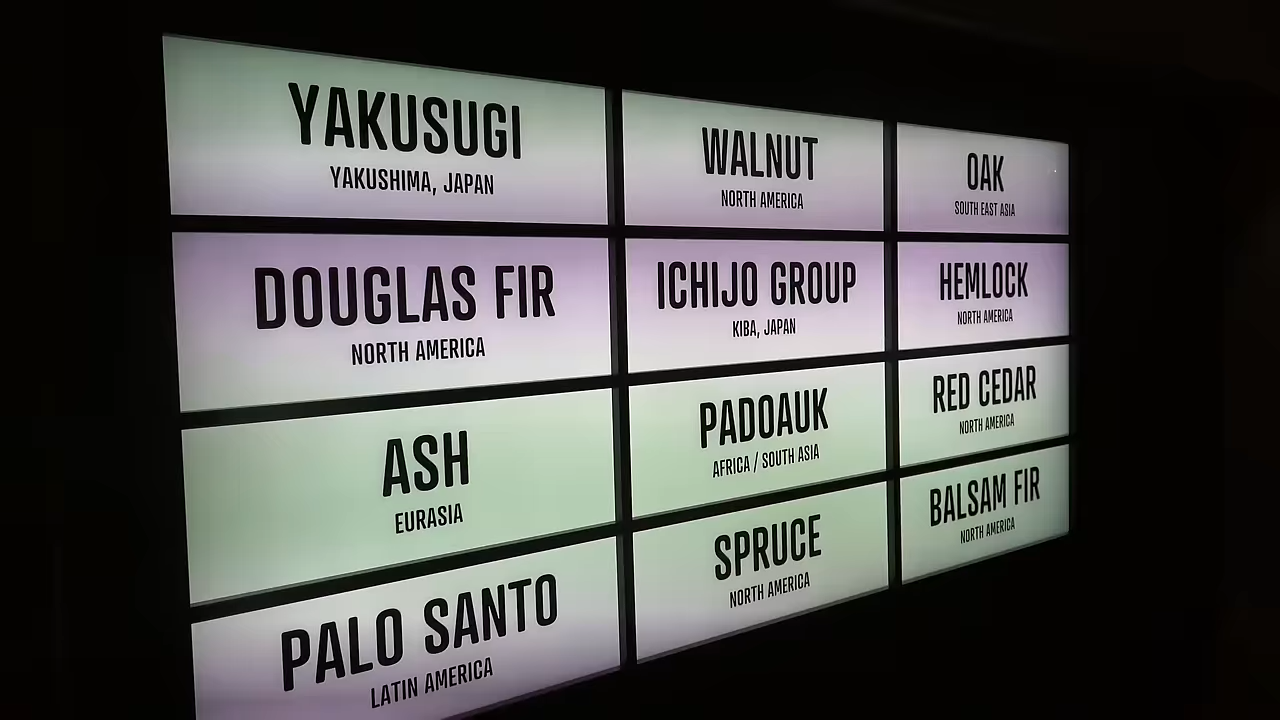 YAKUSUGI
YAKUSHIMA, JAPAN
WALNUT
NORTH AMERICA
OAK
SOUTH EAST ASIA
DOUGLAS FIR
NORTH AMERICA
ICHIJO GROUP
KIBA, JAPAN
HEMLOCK
NORTH AMERICA
ASH
EURASIA
PADOAUK
AFRICA / SOUTH ASIA
RED CEDAR
NORTH AMERICA
PALO SANTO
LATIN AMERICA
SPRUCE
NORTH AMERICA
BALSAM FIR
NORTH AMERICA